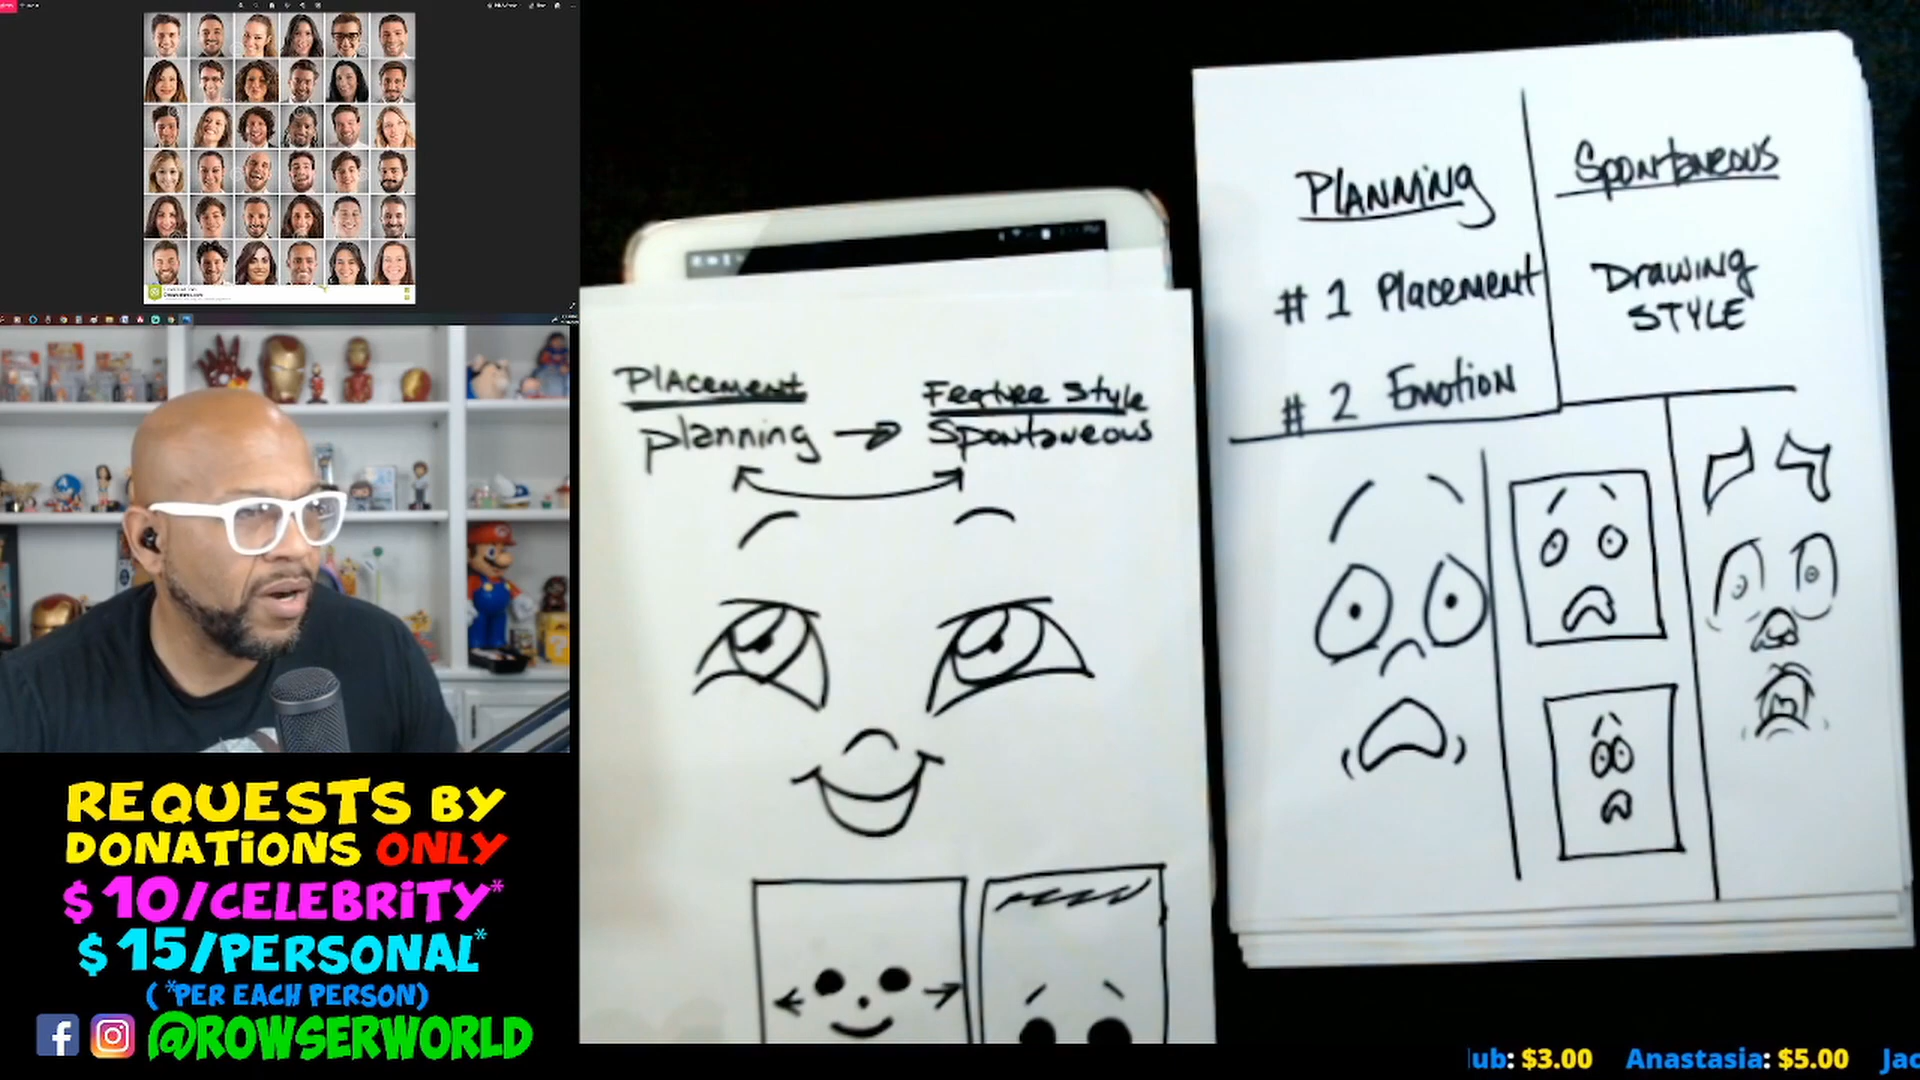 REQUESTS BY
DONATIONS ONLY
$10/CELEBRITY*
$15/PERSONAL*
(*PER EACH PERSON)
@ROWSERWORLD
Placement
planning → Feature Style
Spontaneous
Planning
# 1 Placement
# 2 Emotion
Spontaneous
Drawing
STYLE
ub: $3.00 Anastasia: $5.00 Jac